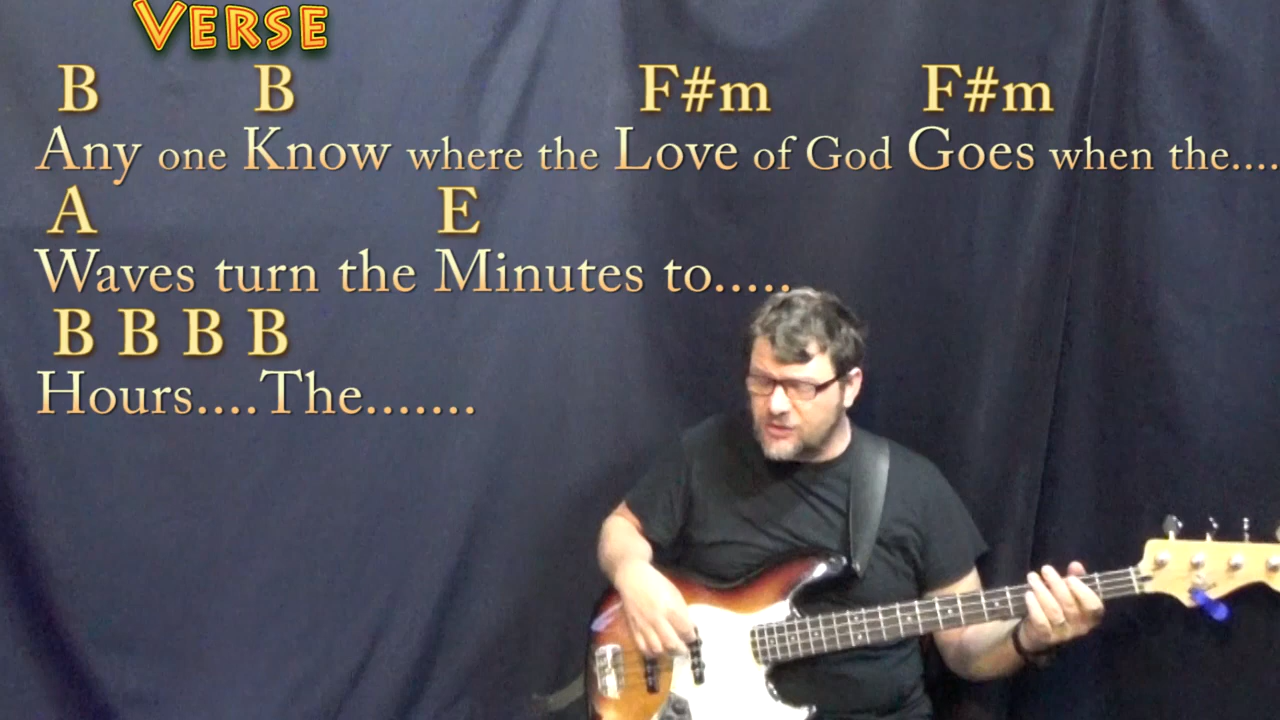 VERSE
B B F#m F#m
Any one Know where the Love of God Goes when the....
A E
Waves turn the Minutes to.....
B B B B
Hours....The.......